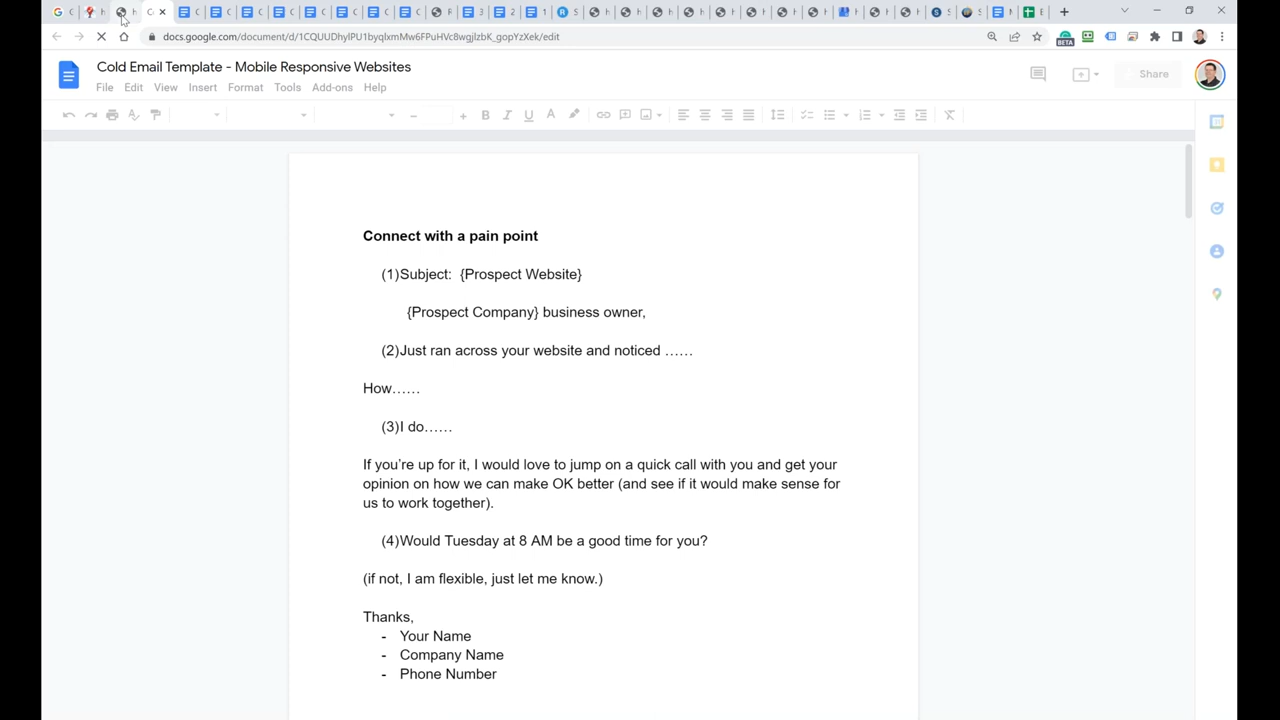 docs.google.com/document/d/1CQUUDhylPU1byqlxmMw6FPuHVc8wgjlzbK_gopYzXek/edit
BETA
Cold Email Template - Mobile Responsive Websites
Share
File Edit View Insert Format Tools Add-ons Help
Connect with a pain point
(1)Subject: {Prospect Website}
{Prospect Company} business owner,
(2)Just ran across your website and noticed ……
How……
(3)I do……
If you’re up for it, I would love to jump on a quick call with you and get your
opinion on how we can make OK better (and see if it would make sense for
us to work together).
(4)Would Tuesday at 8 AM be a good time for you?
(if not, I am flexible, just let me know.)
Thanks,
- Your Name
- Company Name
- Phone Number